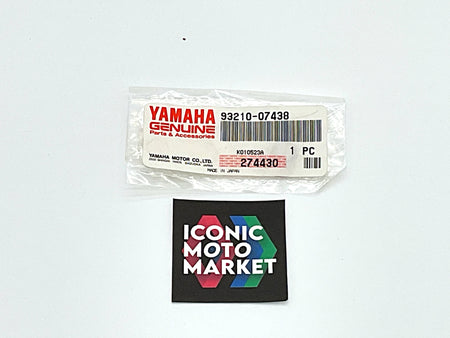 YAMAHA
GENUINE
Parts & Accessories
93210-07438
KG10523A
1 PC
YAMAHA MOTOR CO., LTD.
274430
MADE IN JAPAN
ICONIC
MOTO
MARKET